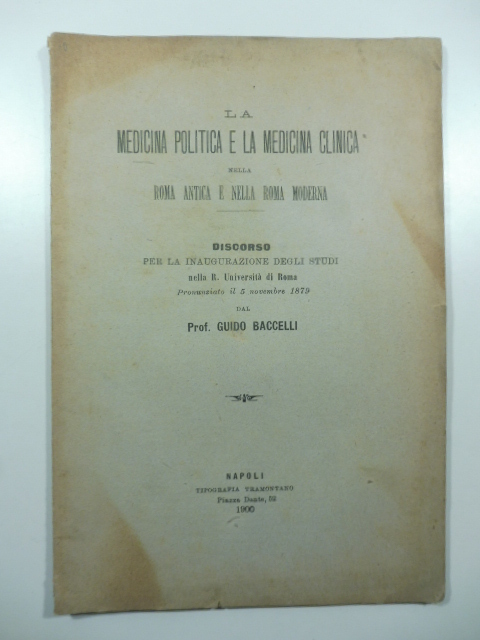 LA
MEDICINA POLITICA E LA MEDICINA CLINICA
NELLA
ROMA ANTICA E NELLA ROMA MODERNA
DISCORSO
PER LA INAUGURAZIONE DEGLI STUDI
nella R. Università di Roma
Pronunziato il 5 novembre 1879
DAL
Prof. GUIDO BACCELLI
NAPOLI
TIPOGRAFIA TRAMONTANO
Piazza Dante, 52
1900